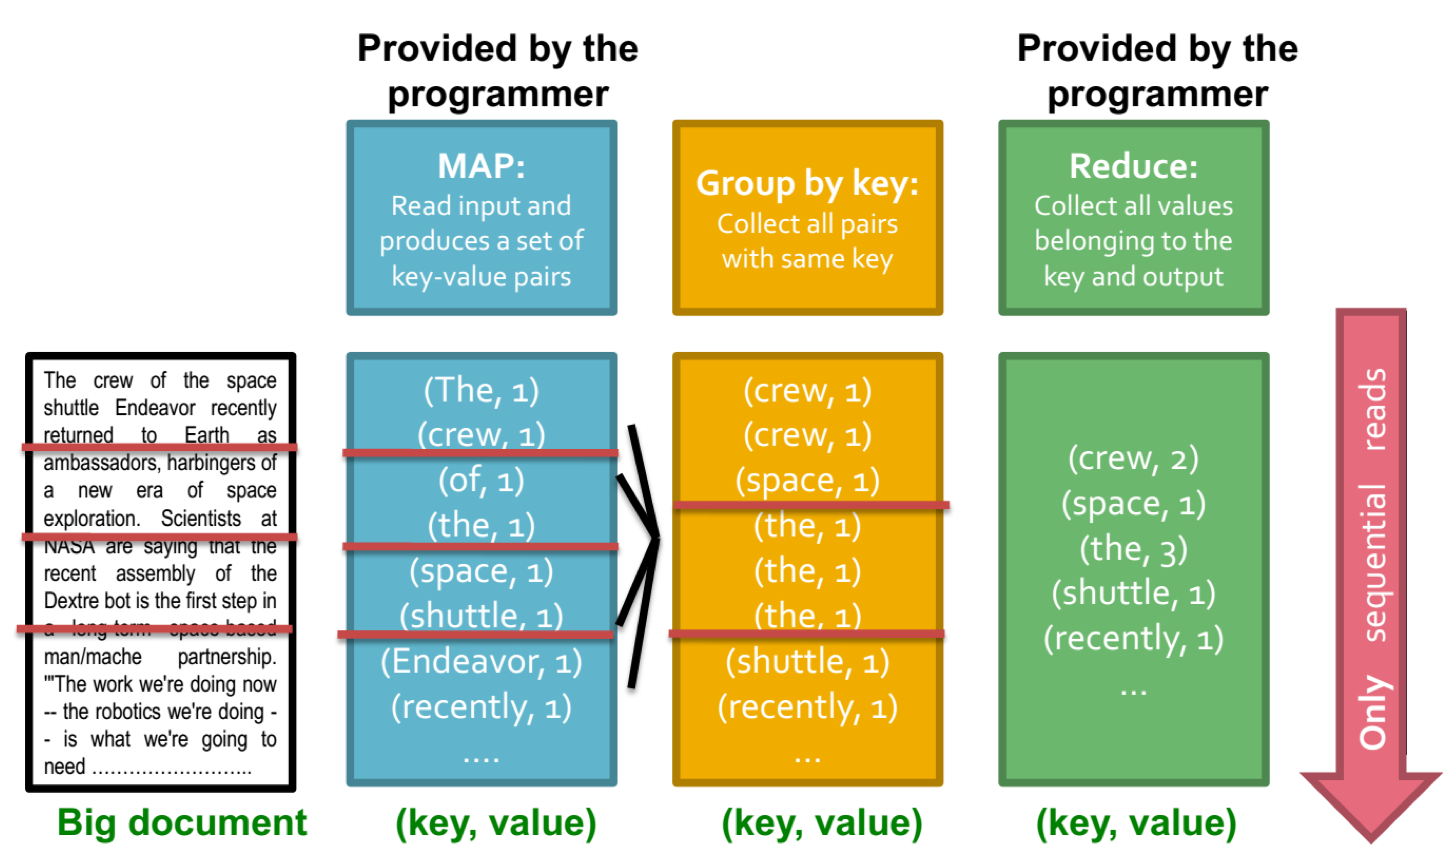 Provided by the
programmer
Provided by the
programmer
MAP:
Read input and
produces a set of
key-value pairs
Group by key:
Collect all pairs
with same key
Reduce:
Collect all values
belonging to the
key and output
The crew of the space
shuttle Endeavor recently
returned to Earth as
ambassadors, harbingers of
a new era of space
exploration. Scientists at
NASA are saying that the
recent assembly of the
Dextre bot is the first step in
a long-term space-based
man/mache partnership.
'"The work we're doing now
-- the robotics we're doing -
- is what we're going to
need ……………………..
Big document
(The, 1)
(crew, 1)
(of, 1)
(the, 1)
(space, 1)
(shuttle, 1)
(Endeavor, 1)
(recently, 1)
....
(key, value)
(crew, 1)
(crew, 1)
(space, 1)
(the, 1)
(the, 1)
(the, 1)
(shuttle, 1)
(recently, 1)
...
(key, value)
(crew, 2)
(space, 1)
(the, 3)
(shuttle, 1)
(recently, 1)
...
(key, value)
Only sequential reads